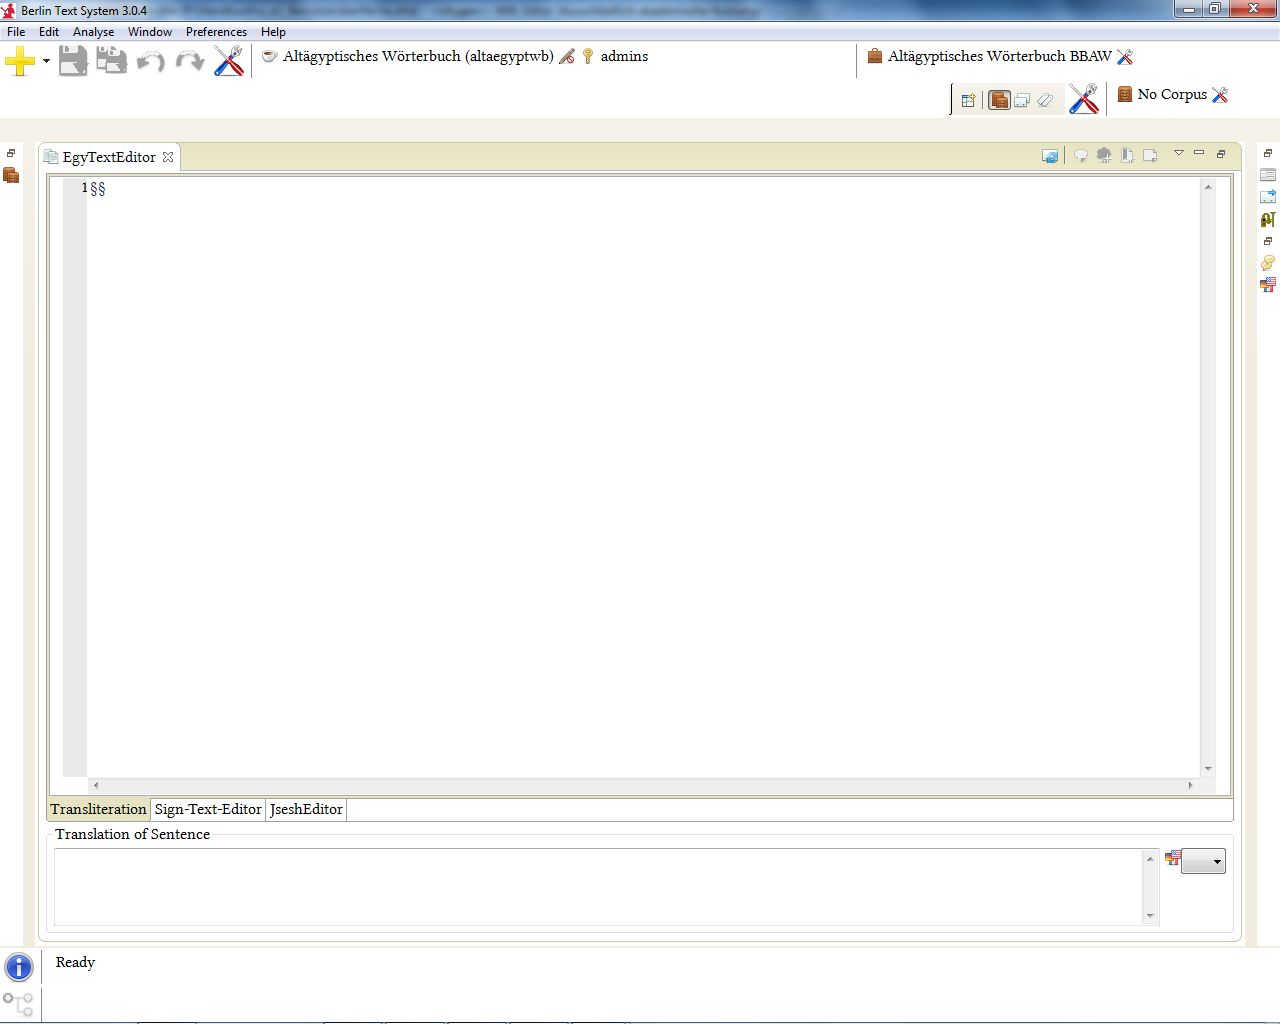 Berlin Text System 3.0.4
File Edit Analyse Window Preferences Help
Altägyptisches Wörterbuch (altaegyptwb) admins Altägyptisches Wörterbuch BBAW
No Corpus
EgyTextEditor
1§§
Transliteration Sign-Text-Editor JseshEditor
Translation of Sentence
Ready